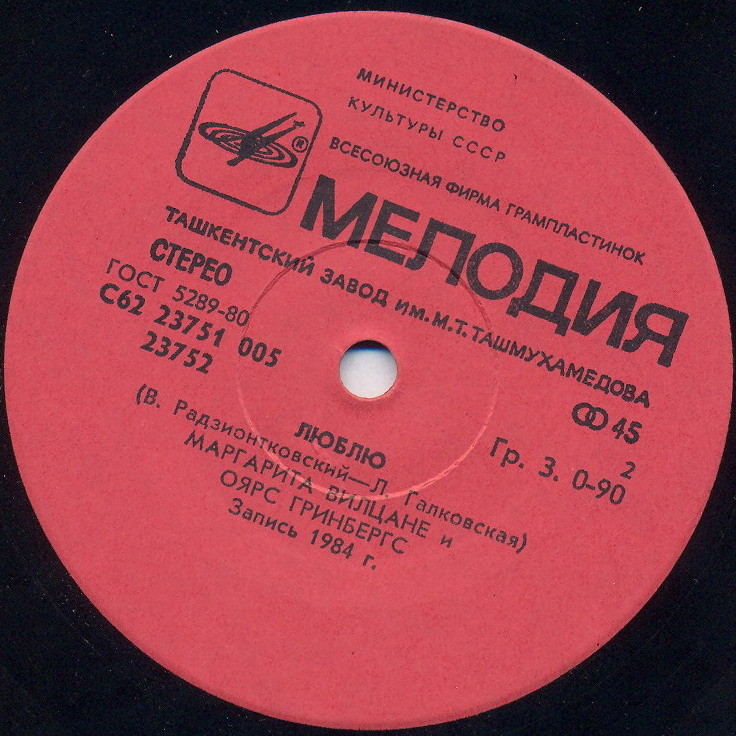 МИНИСТЕРСТВО
КУЛЬТУРЫ СССР
ВСЕСОЮЗНАЯ ФИРМА ГРАМПЛАСТИНОК
®
МЕЛОДИЯ
ТАШКЕНТСКИЙ ЗАВОД ИМ. М.Т. ТАШМУХАМЕДОВА
СТЕРЕО
ГОСТ 5289-80
С62 23751 005
23752
45
2
Гр. 3. 0-90
ЛЮБЛЮ
(В. Радзионтковский—Л. Галковская)
МАРГАРИТА ВИЛЦАНЕ и
ОЯРС ГРИНБЕРГС
Запись 1984 г.